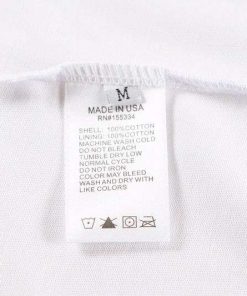 M
MADE IN USA
RN#155334
SHELL: 100%COTTON
LINING: 100%COTTON
MACHINE WASH COLD
DO NOT BLEACH
TUMBLE DRY LOW
NORMAL CYCLE
DO NOT IRON
COLOR MAY BLEED
WASH AND DRY WITH
LIKE COLORS